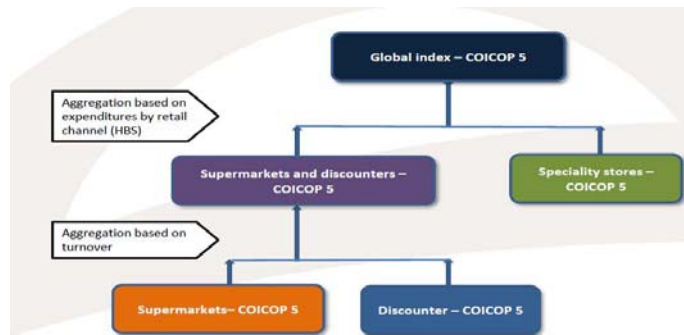 Global index – COICOP 5
Aggregation based on
expenditures by retail
channel (HBS)
Supermarkets and discounters –
COICOP 5
Speciality stores –
COICOP 5
Aggregation based on
turnover
Supermarkets– COICOP 5
Discounter – COICOP 5